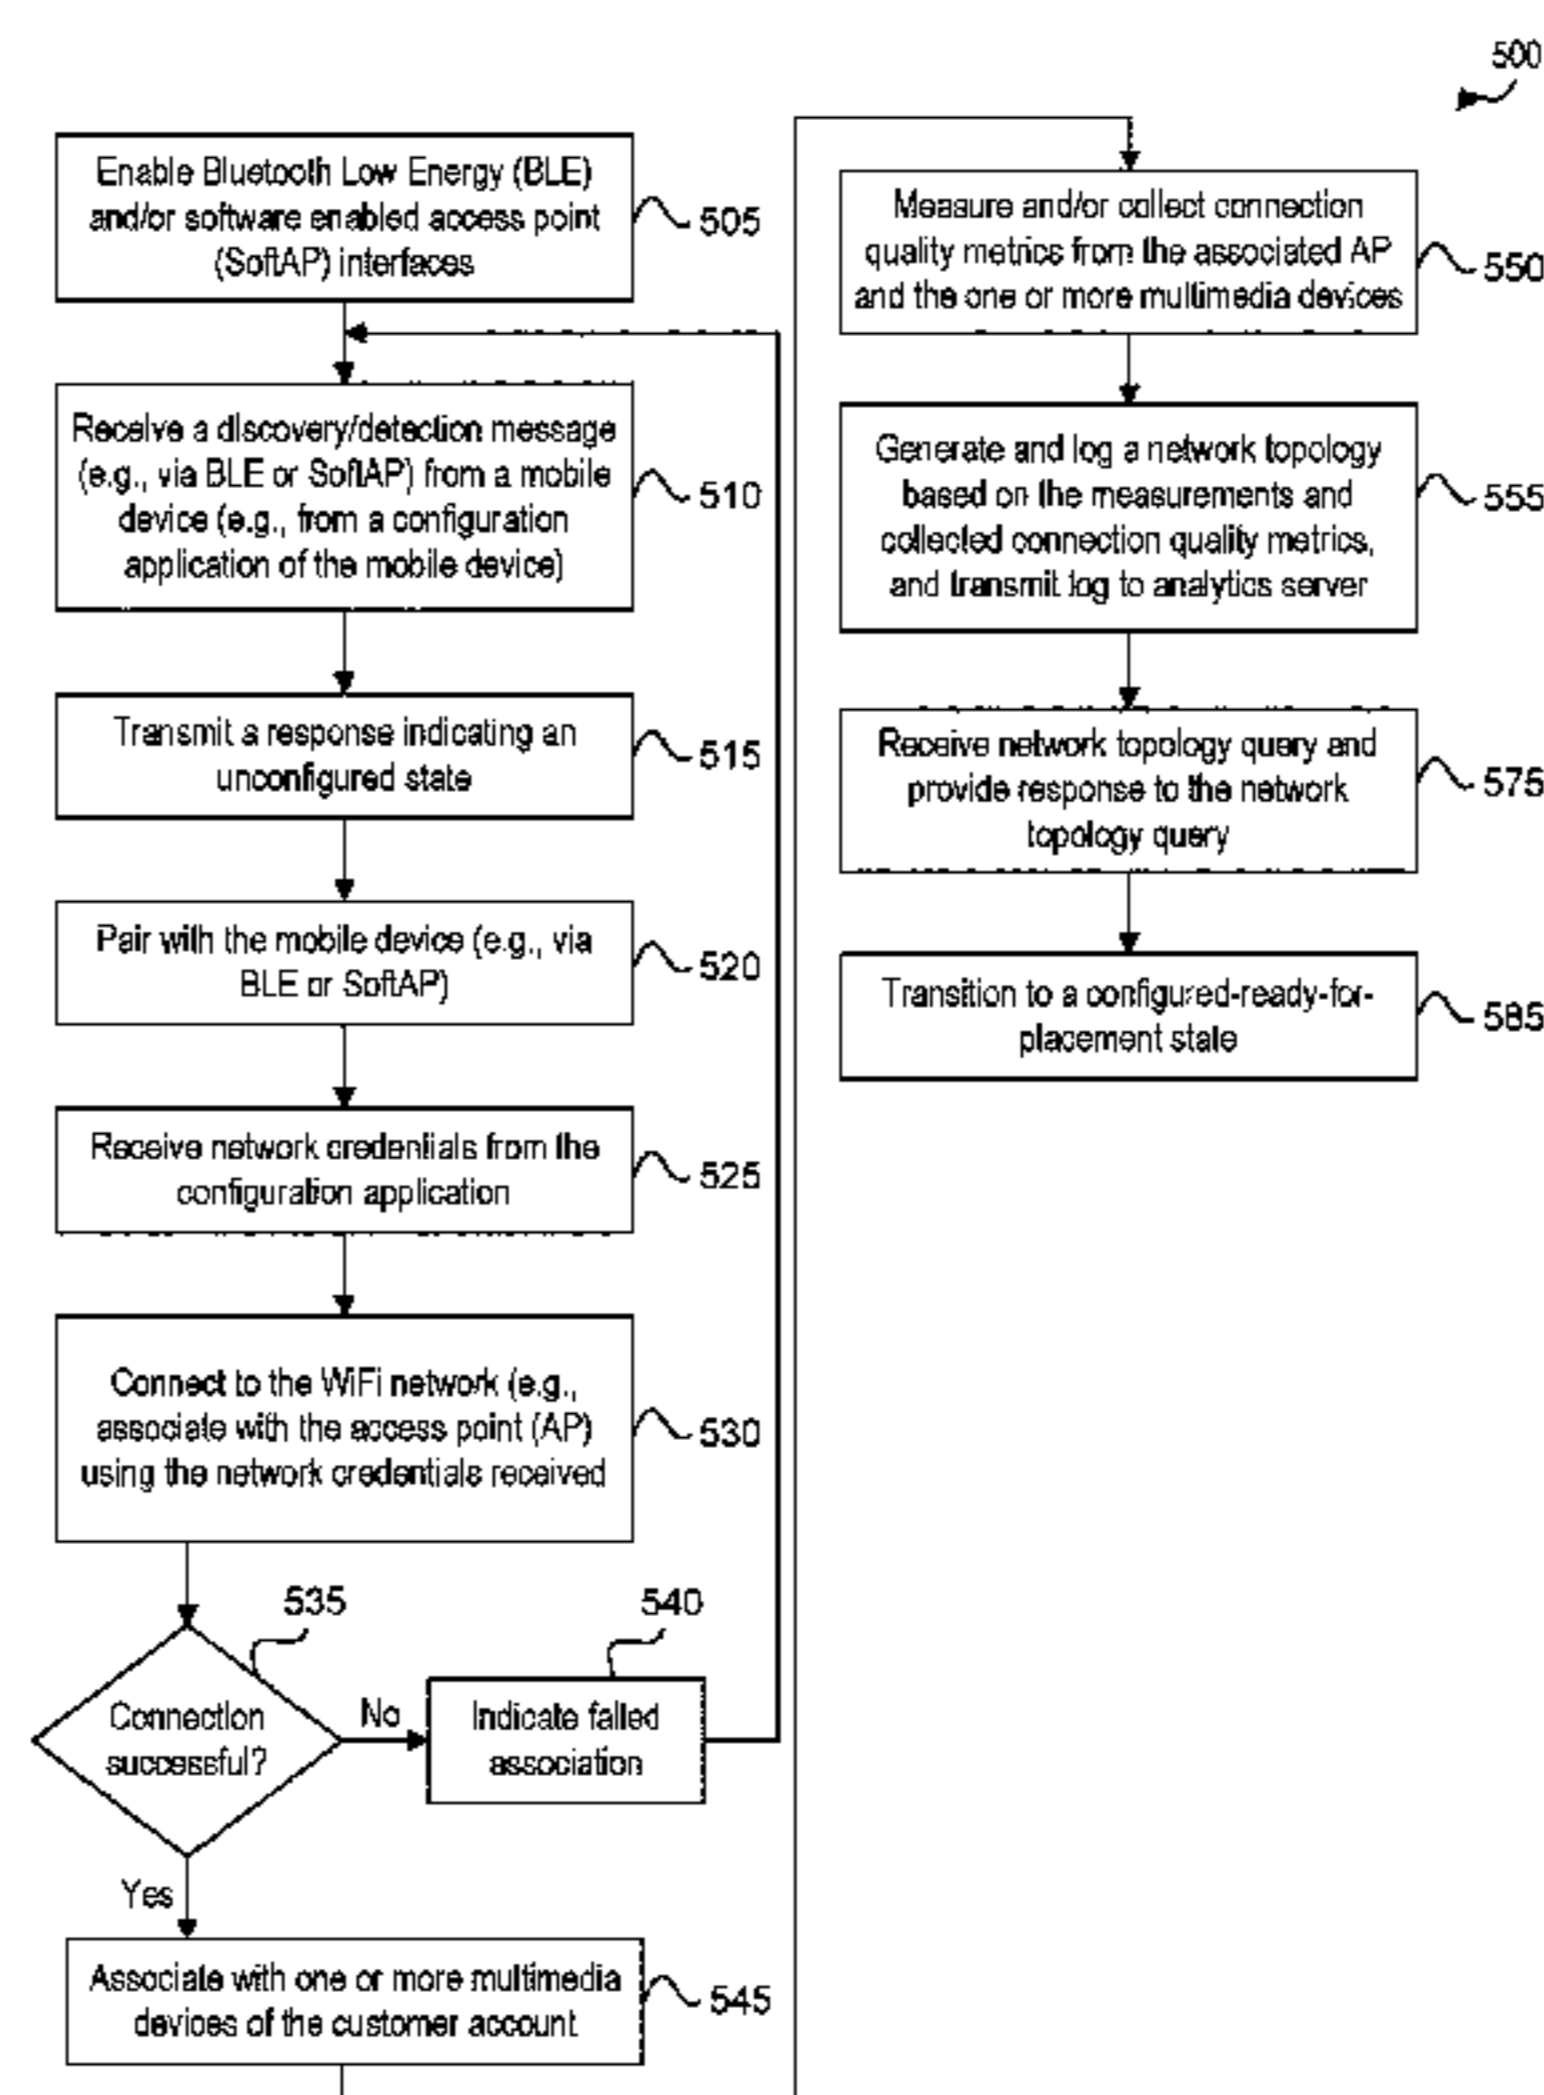 500
Enable Bluetooth Low Energy (BLE)
and/or software enabled access point
(SoftAP) interfaces
505
Receive a discovery/detection message
(e.g., via BLE or SoftAP) from a mobile
device (e.g., from a configuration
application of the mobile device)
510
Transmit a response indicating an
unconfigured state
515
Pair with the mobile device (e.g., via
BLE or SoftAP)
520
Receive network credentials from the
configuration application
525
Connect to the WiFi network (e.g.,
associate with the access point (AP)
using the network credentials received
530
535
Connection
successful?
No
540
Indicate failed
association
Yes
Associate with one or more multimedia
devices of the customer account
545
Measure and/or collect connection
quality metrics from the associated AP
and the one or more multimedia devices
550
Generate and log a network topology
based on the measurements and
collected connection quality metrics,
and transmit log to analytics server
555
Receive network topology query and
provide response to the network
topology query
575
Transition to a configured-ready-for-
placement state
585